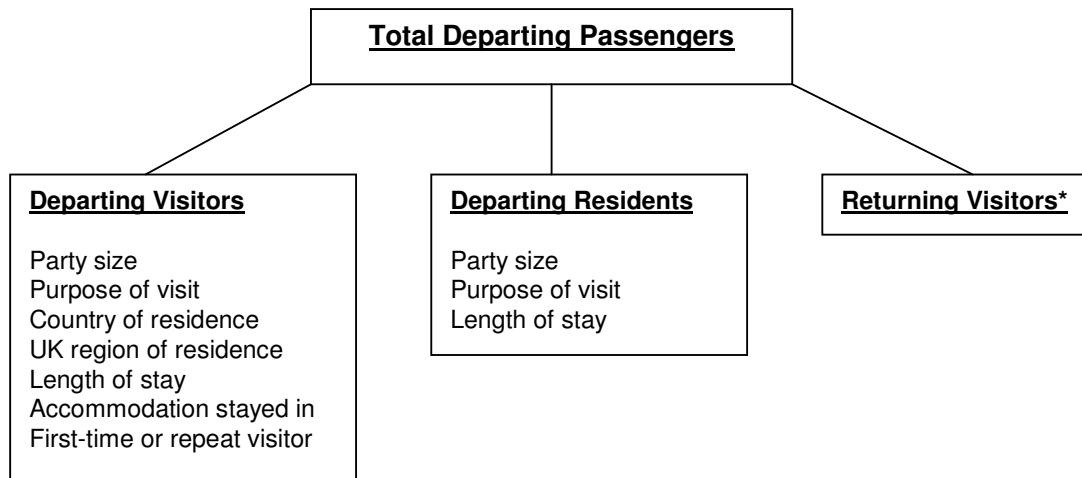 Total Departing Passengers
Departing Visitors
Party size
Purpose of visit
Country of residence
UK region of residence
Length of stay
Accommodation stayed in
First-time or repeat visitor
Departing Residents
Party size
Purpose of visit
Length of stay
Returning Visitors*